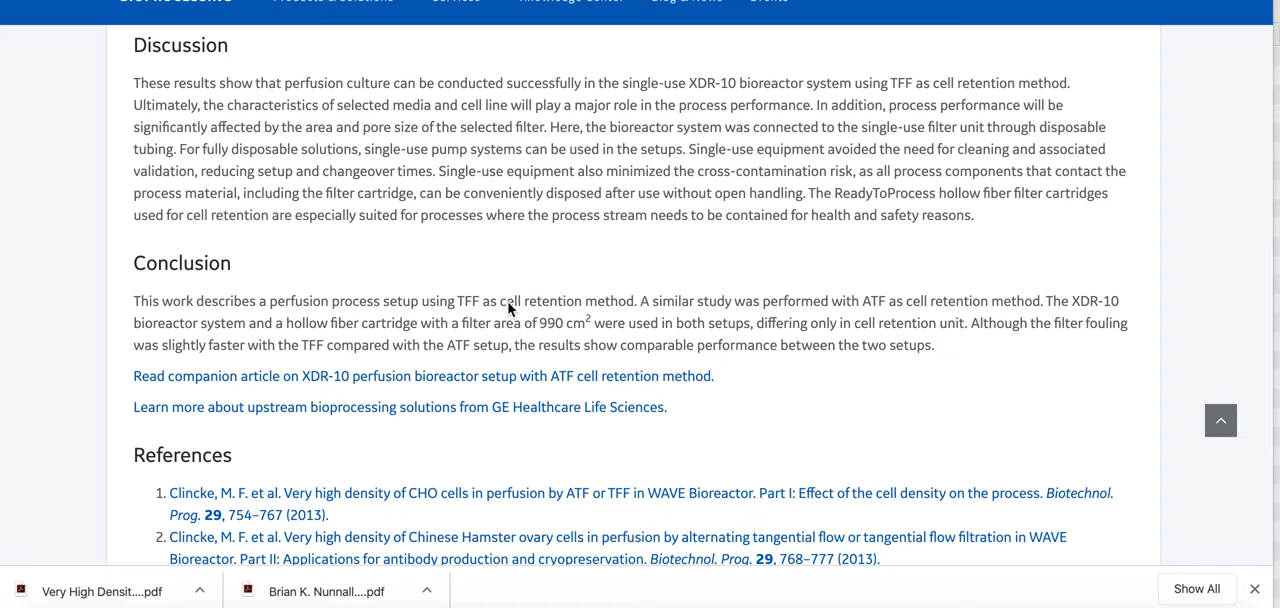 BIOPROCESSING Products & Solutions Services Knowledge Center Blog & News Events
Discussion
These results show that perfusion culture can be conducted successfully in the single-use XDR-10 bioreactor system using TFF as cell retention method.
Ultimately, the characteristics of selected media and cell line will play a major role in the process performance. In addition, process performance will be
significantly affected by the area and pore size of the selected filter. Here, the bioreactor system was connected to the single-use filter unit through disposable
tubing. For fully disposable solutions, single-use pump systems can be used in the setups. Single-use equipment avoided the need for cleaning and associated
validation, reducing setup and changeover times. Single-use equipment also minimized the cross-contamination risk, as all process components that contact the
process material, including the filter cartridge, can be conveniently disposed after use without open handling. The ReadyToProcess hollow fiber filter cartridges
used for cell retention are especially suited for processes where the process stream needs to be contained for health and safety reasons.
Conclusion
This work describes a perfusion process setup using TFF as cell retention method. A similar study was performed with ATF as cell retention method. The XDR-10
bioreactor system and a hollow fiber cartridge with a filter area of 990 cm² were used in both setups, differing only in cell retention unit. Although the filter fouling
was slightly faster with the TFF compared with the ATF setup, the results show comparable performance between the two setups.
Read companion article on XDR-10 perfusion bioreactor setup with ATF cell retention method.
Learn more about upstream bioprocessing solutions from GE Healthcare Life Sciences.
References
1. Clincke, M. F. et al. Very high density of CHO cells in perfusion by ATF or TFF in WAVE Bioreactor. Part I: Effect of the cell density on the process. Biotechnol.
Prog. 29, 754–767 (2013).
2. Clincke, M. F. et al. Very high density of Chinese Hamster ovary cells in perfusion by alternating tangential flow or tangential flow filtration in WAVE
Bioreactor. Part II: Applications for antibody production and cryopreservation. Biotechnol. Prog. 29, 768–777 (2013).
Very High Densit....pdf Brian K. Nunnall....pdf Show All